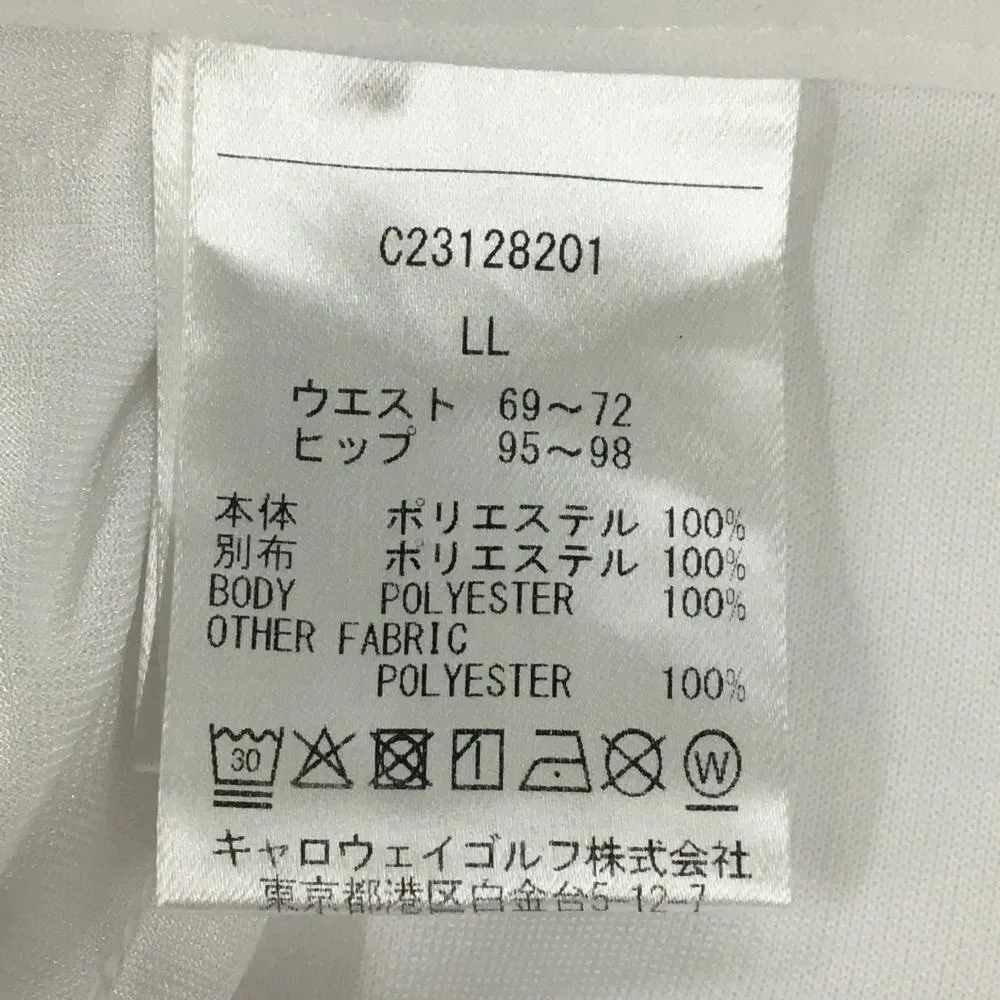 C23128201
LL
ウエスト 69～72
ヒップ 95～98
本体 ポリエステル 100%
別布 ポリエステル 100%
BODY POLYESTER 100%
OTHER FABRIC
POLYESTER 100%
30 W
キャロウェイゴルフ株式会社
東京都港区白金台5-12-7